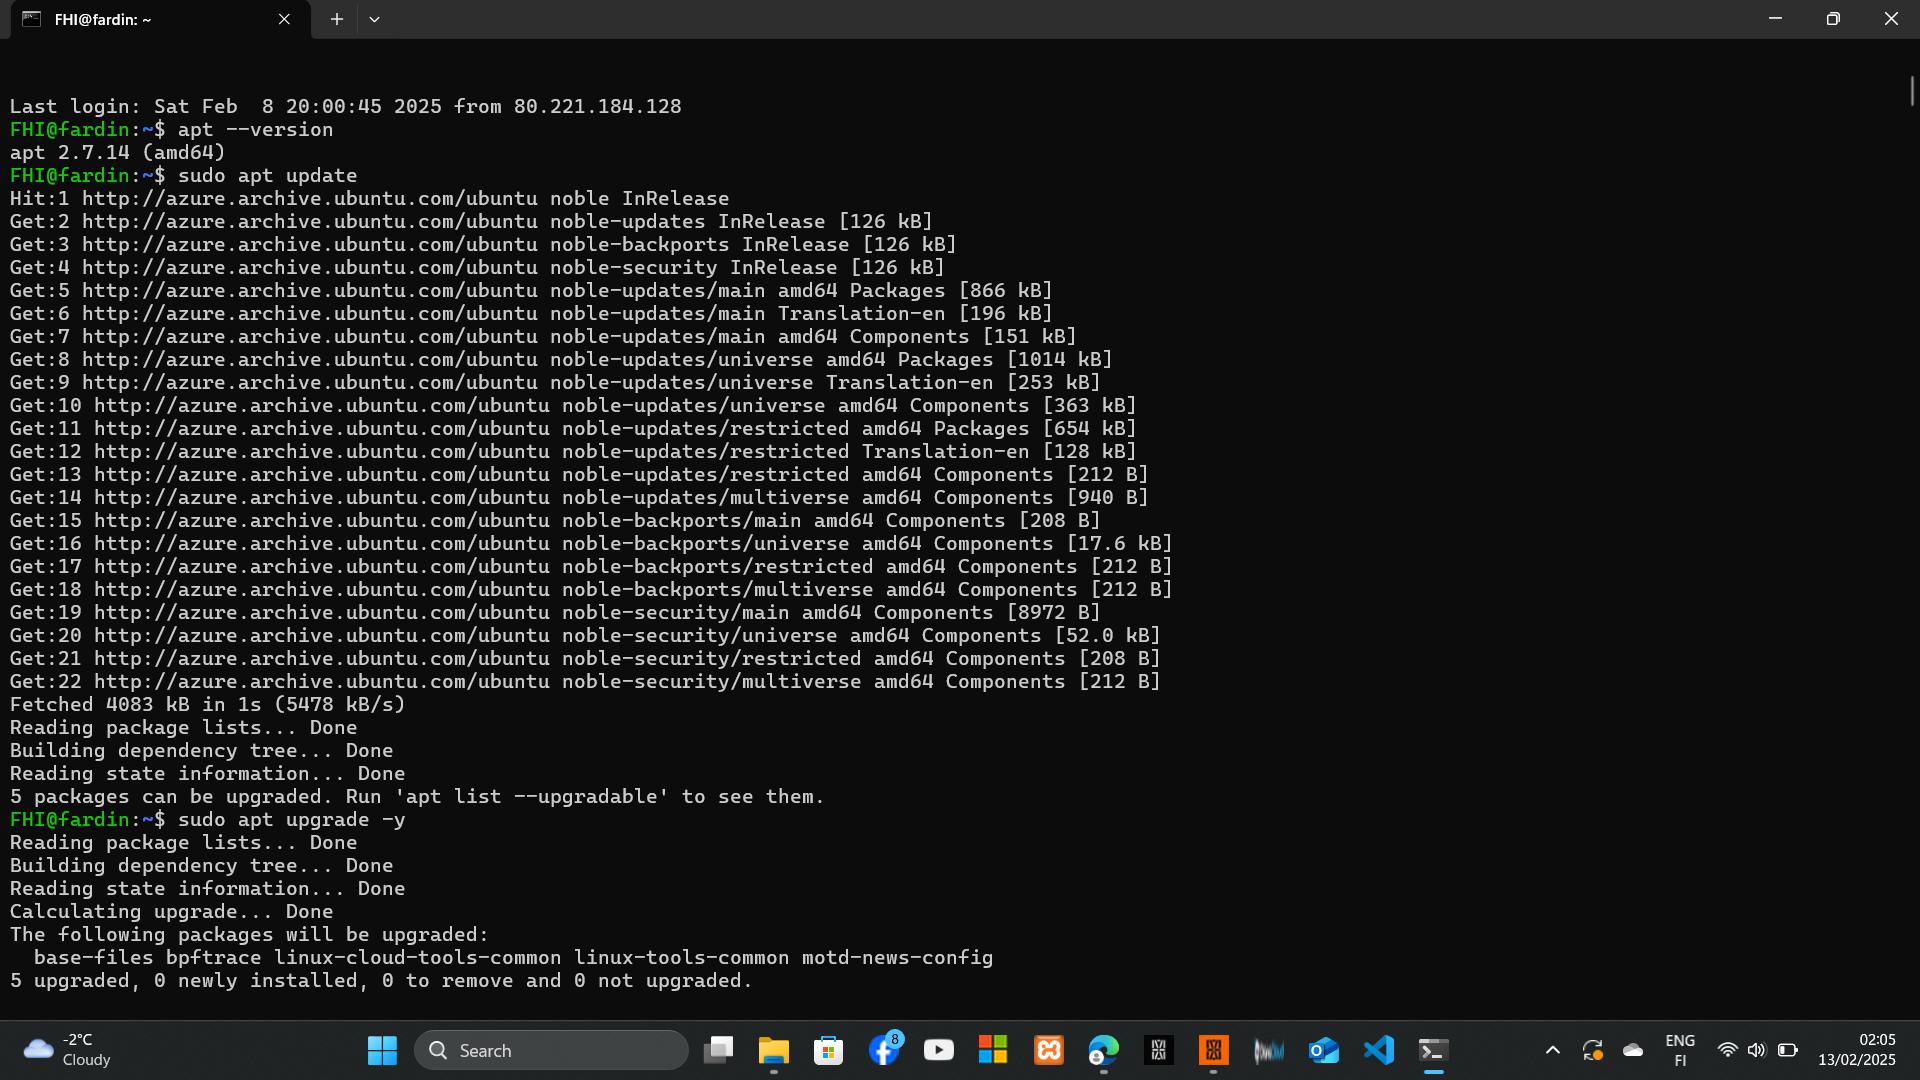 FHI@fardin: ~
Last login: Sat Feb  8 20:00:45 2025 from 80.221.184.128
FHI@fardin:~$ apt --version
apt 2.7.14 (amd64)
FHI@fardin:~$ sudo apt update
Hit:1 http://azure.archive.ubuntu.com/ubuntu noble InRelease
Get:2 http://azure.archive.ubuntu.com/ubuntu noble-updates InRelease [126 kB]
Get:3 http://azure.archive.ubuntu.com/ubuntu noble-backports InRelease [126 kB]
Get:4 http://azure.archive.ubuntu.com/ubuntu noble-security InRelease [126 kB]
Get:5 http://azure.archive.ubuntu.com/ubuntu noble-updates/main amd64 Packages [866 kB]
Get:6 http://azure.archive.ubuntu.com/ubuntu noble-updates/main Translation-en [196 kB]
Get:7 http://azure.archive.ubuntu.com/ubuntu noble-updates/main amd64 Components [151 kB]
Get:8 http://azure.archive.ubuntu.com/ubuntu noble-updates/universe amd64 Packages [1014 kB]
Get:9 http://azure.archive.ubuntu.com/ubuntu noble-updates/universe Translation-en [253 kB]
Get:10 http://azure.archive.ubuntu.com/ubuntu noble-updates/universe amd64 Components [363 kB]
Get:11 http://azure.archive.ubuntu.com/ubuntu noble-updates/restricted amd64 Packages [654 kB]
Get:12 http://azure.archive.ubuntu.com/ubuntu noble-updates/restricted Translation-en [128 kB]
Get:13 http://azure.archive.ubuntu.com/ubuntu noble-updates/restricted amd64 Components [212 B]
Get:14 http://azure.archive.ubuntu.com/ubuntu noble-updates/multiverse amd64 Components [940 B]
Get:15 http://azure.archive.ubuntu.com/ubuntu noble-backports/main amd64 Components [208 B]
Get:16 http://azure.archive.ubuntu.com/ubuntu noble-backports/universe amd64 Components [17.6 kB]
Get:17 http://azure.archive.ubuntu.com/ubuntu noble-backports/restricted amd64 Components [212 B]
Get:18 http://azure.archive.ubuntu.com/ubuntu noble-backports/multiverse amd64 Components [212 B]
Get:19 http://azure.archive.ubuntu.com/ubuntu noble-security/main amd64 Components [8972 B]
Get:20 http://azure.archive.ubuntu.com/ubuntu noble-security/universe amd64 Components [52.0 kB]
Get:21 http://azure.archive.ubuntu.com/ubuntu noble-security/restricted amd64 Components [208 B]
Get:22 http://azure.archive.ubuntu.com/ubuntu noble-security/multiverse amd64 Components [212 B]
Fetched 4083 kB in 1s (5478 kB/s)
Reading package lists... Done
Building dependency tree... Done
Reading state information... Done
5 packages can be upgraded. Run 'apt list --upgradable' to see them.
FHI@fardin:~$ sudo apt upgrade -y
Reading package lists... Done
Building dependency tree... Done
Reading state information... Done
Calculating upgrade... Done
The following packages will be upgraded:
  base-files bpftrace linux-cloud-tools-common linux-tools-common motd-news-config
5 upgraded, 0 newly installed, 0 to remove and 0 not upgraded.
-2°C
Cloudy
Search
8
ENG
FI
02:05
13/02/2025